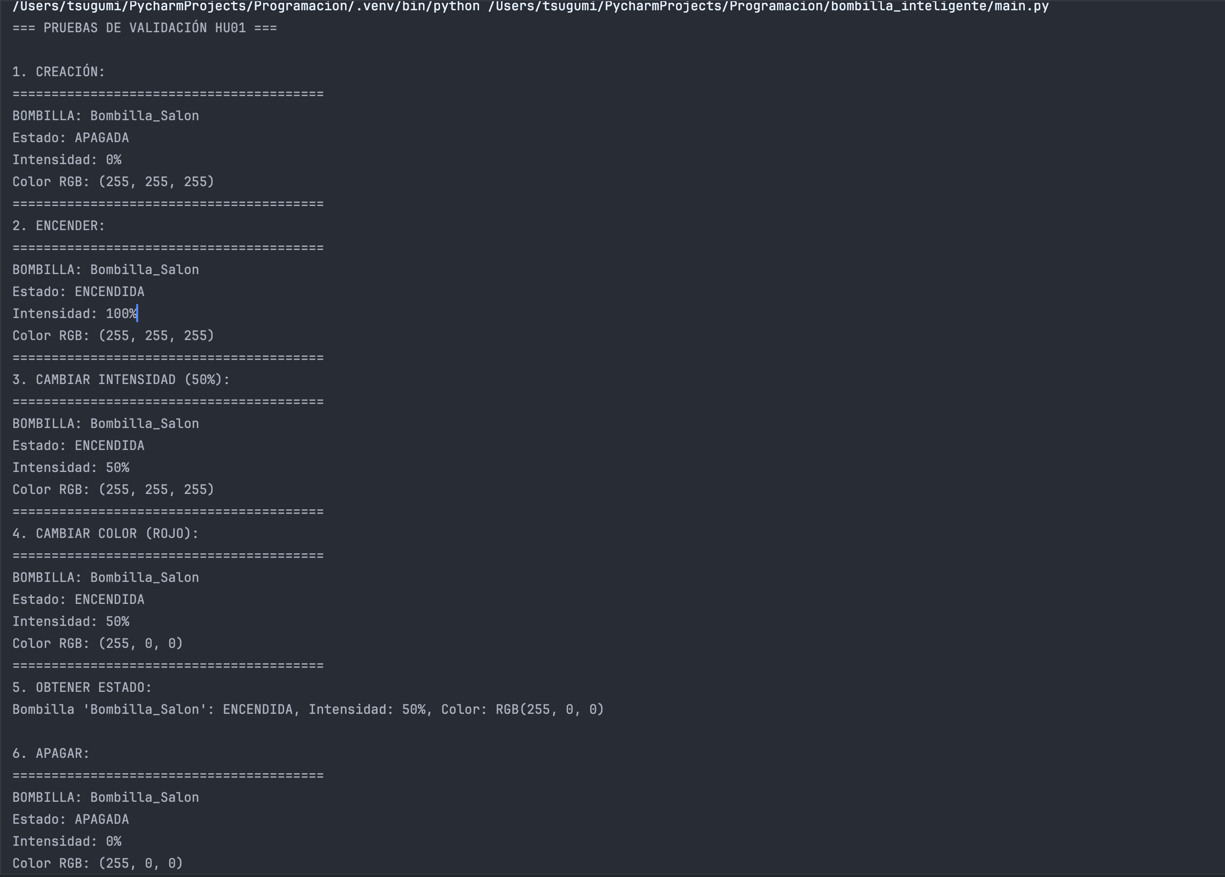 /Users/tsugumi/PycharmProjects/Programacion/.venv/bin/python /Users/tsugumi/PycharmProjects/Programacion/bombilla_inteligente/main.py
=== PRUEBAS DE VALIDACIÓN HU01 ===
1. CREACIÓN:
========================================
BOMBILLA: Bombilla_Salon
Estado: APAGADA
Intensidad: 0%
Color RGB: (255, 255, 255)
========================================
2. ENCENDER:
========================================
BOMBILLA: Bombilla_Salon
Estado: ENCENDIDA
Intensidad: 100%
Color RGB: (255, 255, 255)
========================================
3. CAMBIAR INTENSIDAD (50%):
========================================
BOMBILLA: Bombilla_Salon
Estado: ENCENDIDA
Intensidad: 50%
Color RGB: (255, 255, 255)
========================================
4. CAMBIAR COLOR (ROJO):
========================================
BOMBILLA: Bombilla_Salon
Estado: ENCENDIDA
Intensidad: 50%
Color RGB: (255, 0, 0)
========================================
5. OBTENER ESTADO:
Bombilla 'Bombilla_Salon': ENCENDIDA, Intensidad: 50%, Color: RGB(255, 0, 0)
6. APAGAR:
========================================
BOMBILLA: Bombilla_Salon
Estado: APAGADA
Intensidad: 0%
Color RGB: (255, 0, 0)